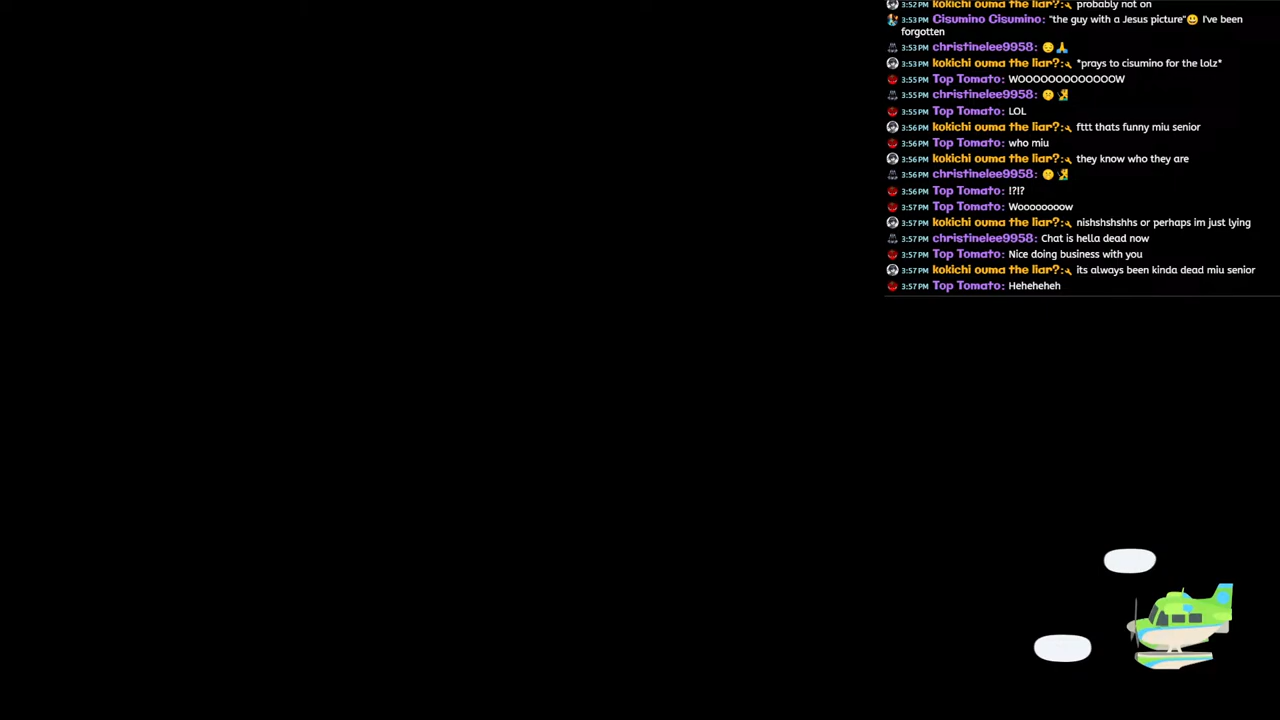 3:52 PM kokichi ouma the liar?: probably not on
3:53 PM Cisumino Cisumino: "the guy with a Jesus picture"😃 I've been
forgotten
3:53 PM christinelee9958: 😔🙏
3:53 PM kokichi ouma the liar?: *prays to cisumino for the lolz*
3:55 PM Top Tomato: WOOOOOOOOOOOOOW
3:55 PM christinelee9958:
3:55 PM Top Tomato: LOL
3:56 PM kokichi ouma the liar?: fttt thats funny miu senior
3:56 PM Top Tomato: who miu
3:56 PM kokichi ouma the liar?: they know who they are
3:56 PM christinelee9958:
3:56 PM Top Tomato: !?!?
3:57 PM Top Tomato: Woooooooow
3:57 PM kokichi ouma the liar?: nishshshshhs or perhaps im just lying
3:57 PM christinelee9958: Chat is hella dead now
3:57 PM Top Tomato: Nice doing business with you
3:57 PM kokichi ouma the liar?: its always been kinda dead miu senior
3:57 PM Top Tomato: Heheheheh